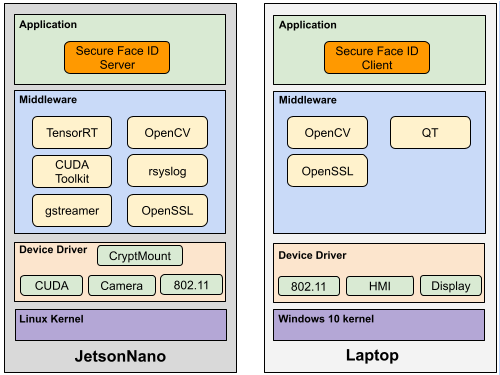 Application
Secure Face ID
Server
Middleware
TensorRT
OpenCV
CUDA
Toolkit
rsyslog
gstreamer
OpenSSL
Device Driver
CryptMount
CUDA
Camera
802.11
Linux Kernel
JetsonNano
Application
Secure Face ID
Client
Middleware
OpenCV
QT
OpenSSL
Device Driver
802.11
HMI
Display
Windows 10 kernel
Laptop